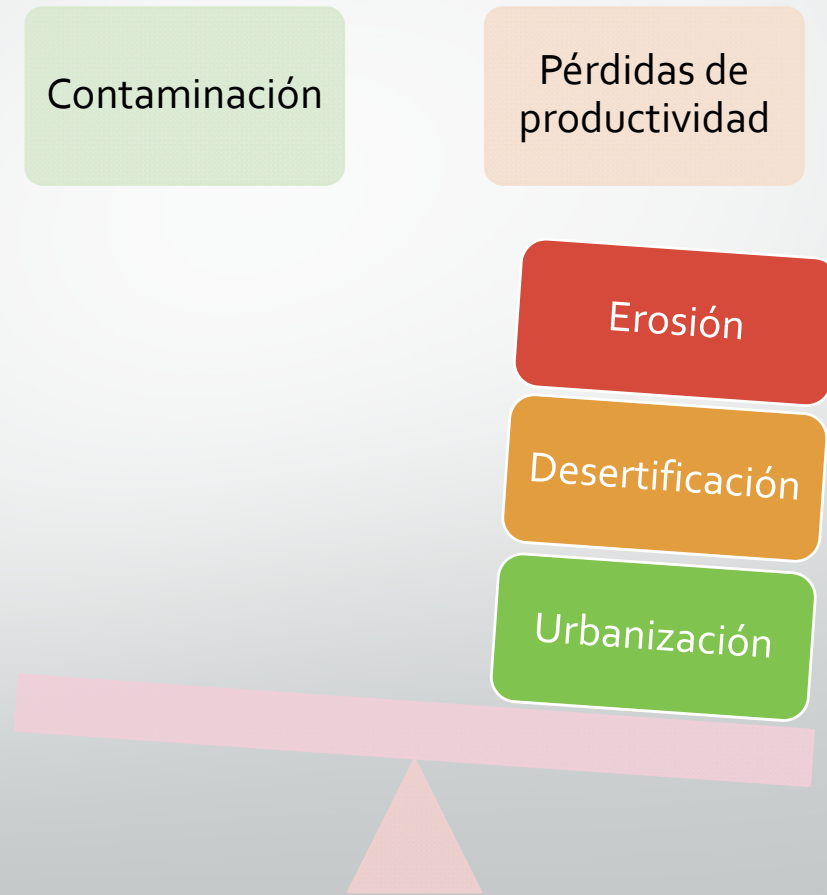 Contaminación
Pérdidas de
productividad
Erosión
Desertificación
Urbanización